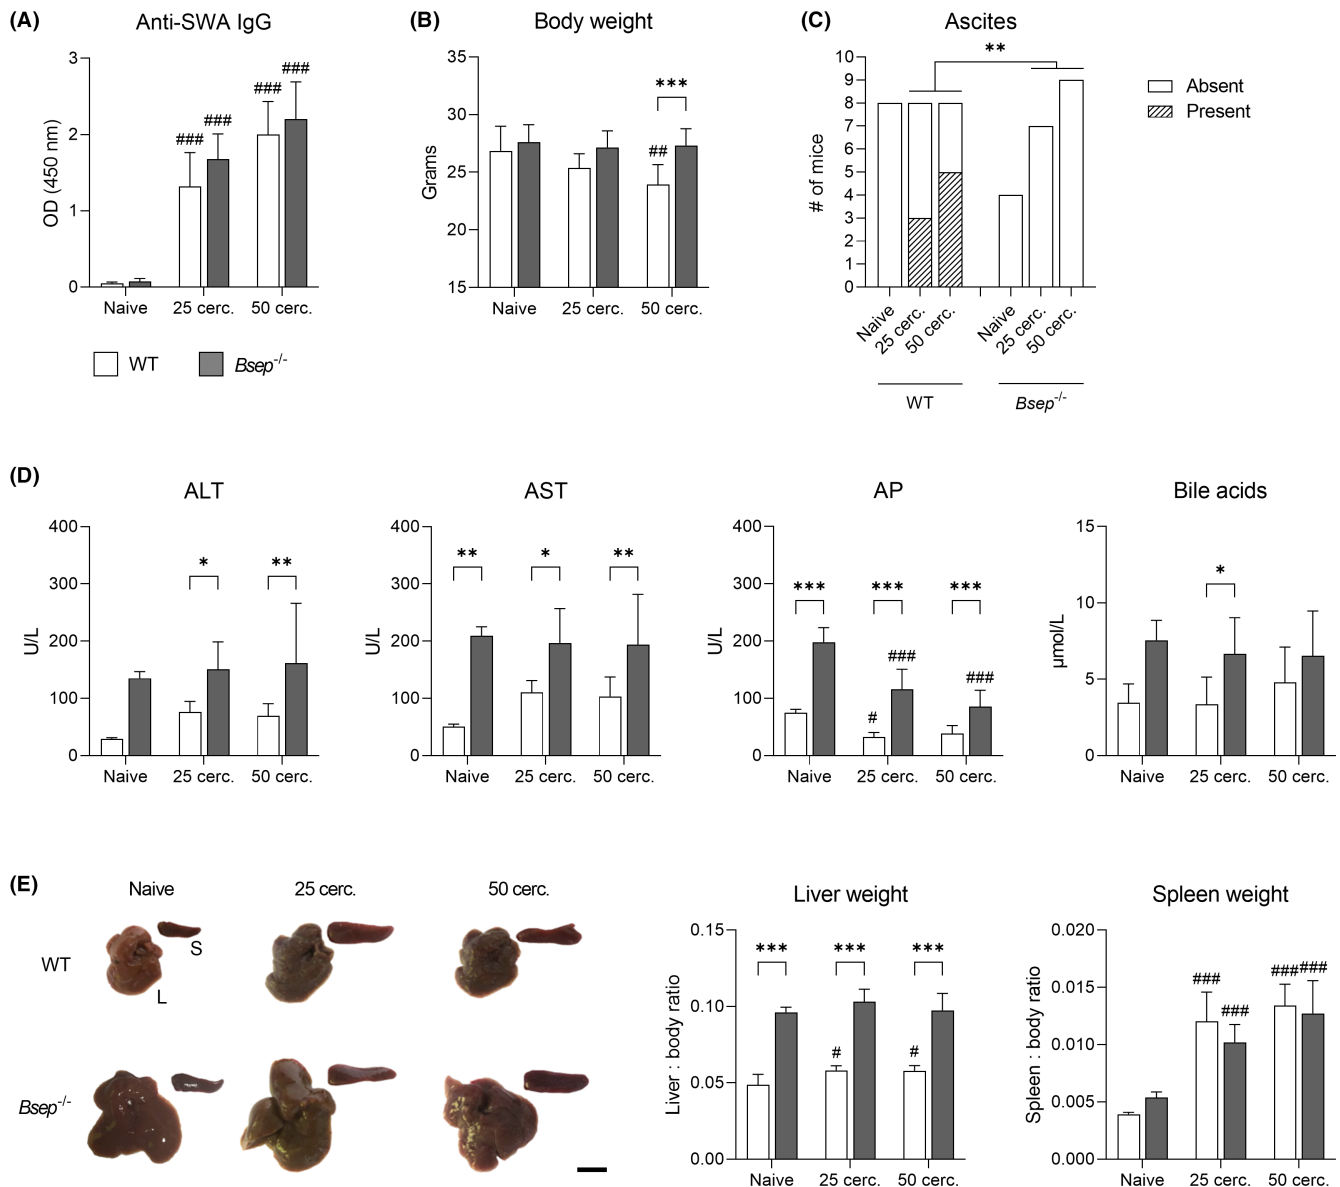 (A)
Anti-SWA IgG
OD (450 nm)
3
2
1
0
###
###
###
###
Naive
25 cerc.
50 cerc.
WT
Bsep-/-
(B)
Body weight
Grams
35
30
25
20
15
***
##
Naive
25 cerc.
50 cerc.
(C)
Ascites
# of mice
10
9
8
7
6
5
4
3
2
1
0
**
Absent
Present
Naive
25 cerc.
50 cerc.
Naive
25 cerc.
50 cerc.
WT
Bsep-/-
(D)
ALT
U/L
400
300
200
100
0
*
**
Naive
25 cerc.
50 cerc.
AST
U/L
400
300
200
100
0
**
*
**
Naive
25 cerc.
50 cerc.
AP
U/L
400
300
200
100
0
***
***
***
#
###
###
Naive
25 cerc.
50 cerc.
Bile acids
µmol/L
15
10
5
0
*
Naive
25 cerc.
50 cerc.
(E)
Naive
25 cerc.
50 cerc.
WT
S
L
Bsep-/-
Liver weight
Liver : body ratio
0.15
0.10
0.05
0.00
***
***
***
#
#
Naive
25 cerc.
50 cerc.
Spleen weight
Spleen : body ratio
0.020
0.015
0.010
0.005
0.000
###
###
###
###
Naive
25 cerc.
50 cerc.